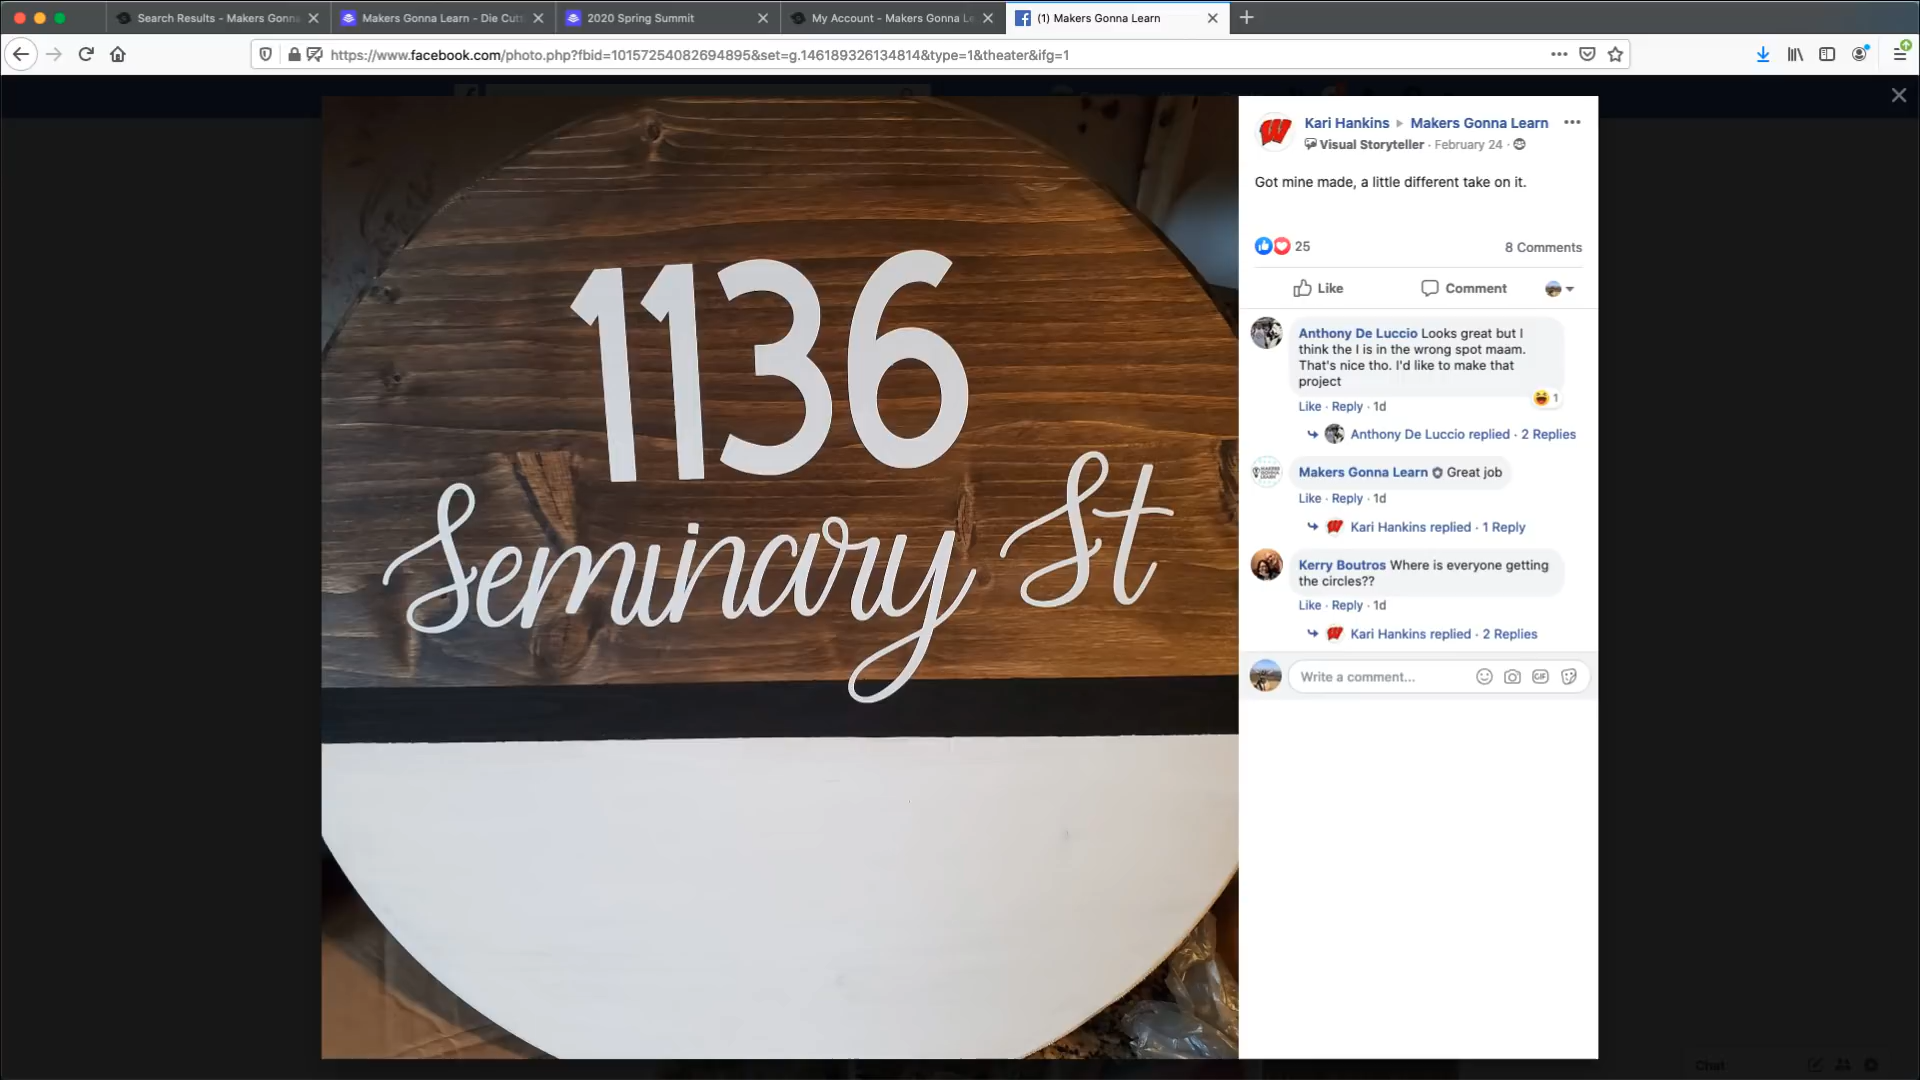 Search Results - Makers Gonna
Makers Gonna Learn - Die Cutt
2020 Spring Summit
My Account - Makers Gonna Le
(1) Makers Gonna Learn
https://www.facebook.com/photo.php?fbid=10157254082694895&set=g.146189326134814&type=1&theater&ifg=1
1136
Seminary St
Kari Hankins ▸ Makers Gonna Learn
Visual Storyteller · February 24 ·
Got mine made, a little different take on it.
25
8 Comments
Like
Comment
Anthony De Luccio Looks great but I
think the I is in the wrong spot maam.
That's nice tho. I'd like to make that
project
1
Like · Reply · 1d
Anthony De Luccio replied · 2 Replies
Makers Gonna Learn Great job
Like · Reply · 1d
Kari Hankins replied · 1 Reply
Kerry Boutros Where is everyone getting
the circles??
Like · Reply · 1d
Kari Hankins replied · 2 Replies
Write a comment...
GIF
Chat